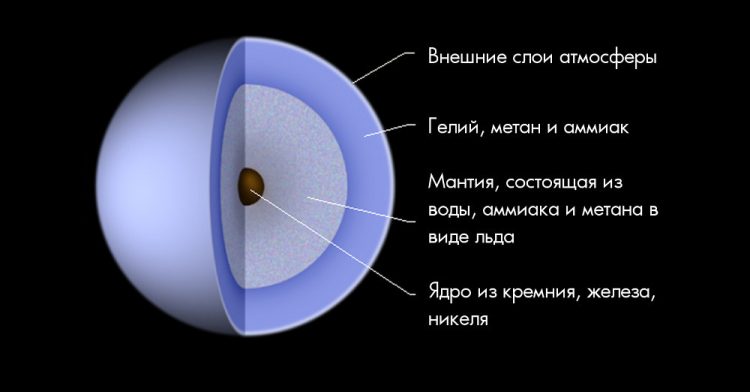 Внешние слои атмосферы
Гелий, метан и аммиак
Мантия, состоящая из
воды, аммиака и метана в
виде льда
Ядро из кремния, железа,
никеля